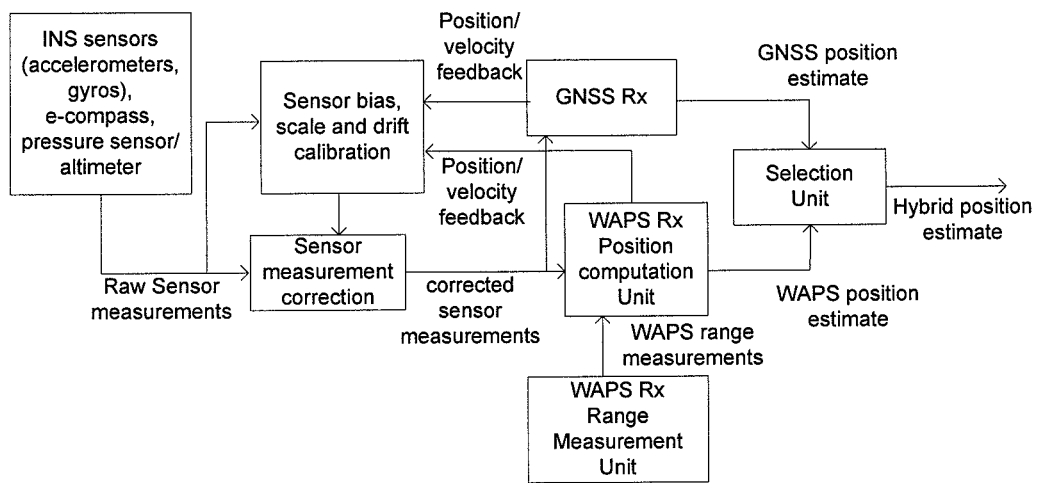 INS sensors
(accelerometers,
gyros),
e-compass,
pressure sensor/
altimeter
Position/
velocity
feedback
Sensor bias,
scale and drift
calibration
GNSS Rx
GNSS position
estimate
Position/
velocity
feedback
Selection
Unit
Hybrid position
estimate
WAPS Rx
Position
computation
Unit
Sensor
measurement
correction
Raw Sensor
measurements
corrected
sensor
measurements
WAPS position
estimate
WAPS range
measurements
WAPS Rx
Range
Measurement
Unit